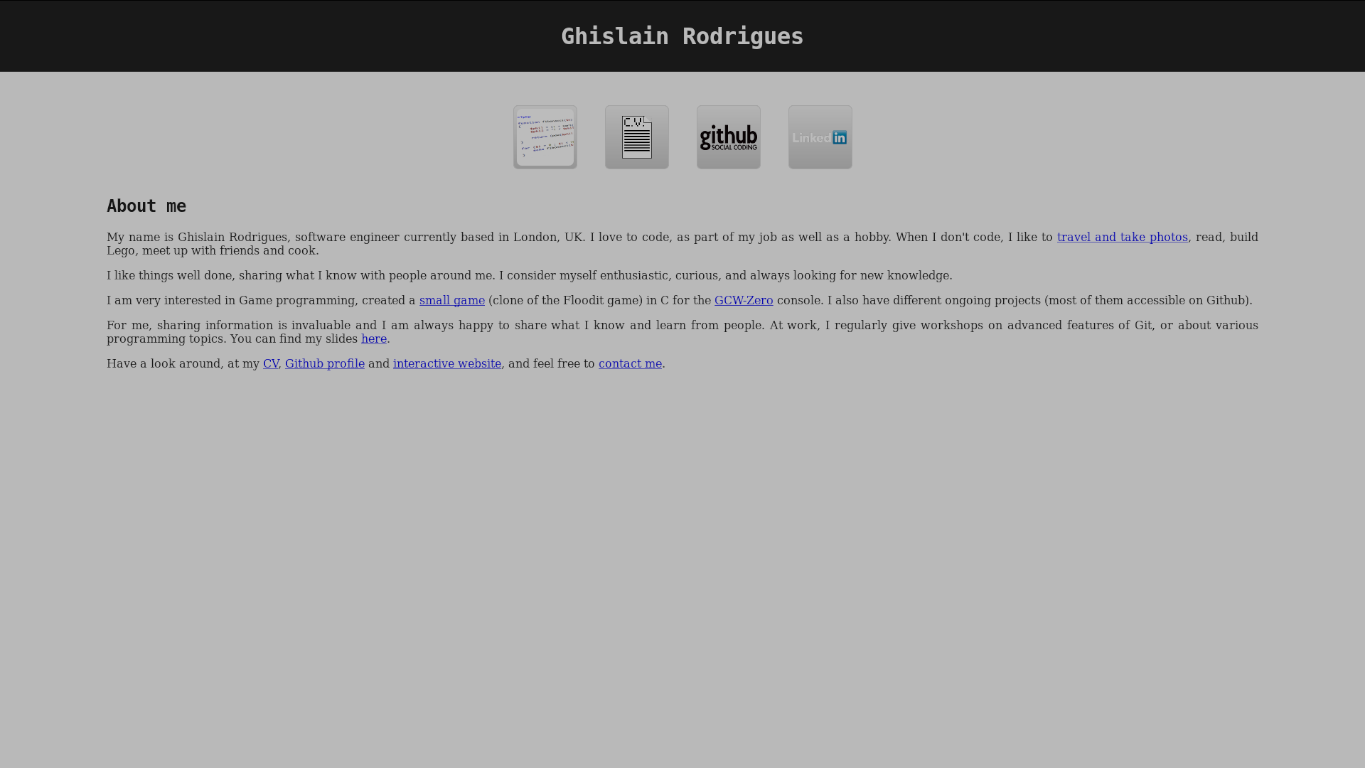 Ghislain Rodrigues
C.V.
github
SOCIAL CODING
Linked in
About me
My name is Ghislain Rodrigues, software engineer currently based in London, UK. I love to code, as part of my job as well as a hobby. When I don't code, I like to travel and take photos, read, build
Lego, meet up with friends and cook.
I like things well done, sharing what I know with people around me. I consider myself enthusiastic, curious, and always looking for new knowledge.
I am very interested in Game programming, created a small game (clone of the Floodit game) in C for the GCW-Zero console. I also have different ongoing projects (most of them accessible on Github).
For me, sharing information is invaluable and I am always happy to share what I know and learn from people. At work, I regularly give workshops on advanced features of Git, or about various
programming topics. You can find my slides here.
Have a look around, at my CV, Github profile and interactive website, and feel free to contact me.